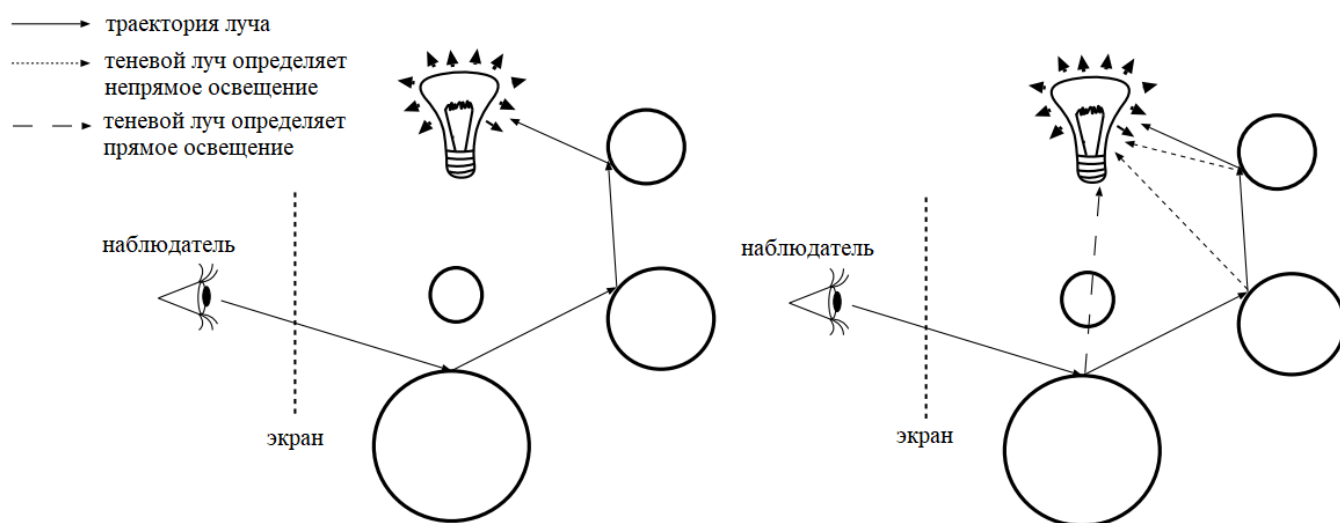 траектория луча
теневой луч определяет
непрямое освещение
теневой луч определяет
прямое освещение
наблюдатель
экран
наблюдатель
экран